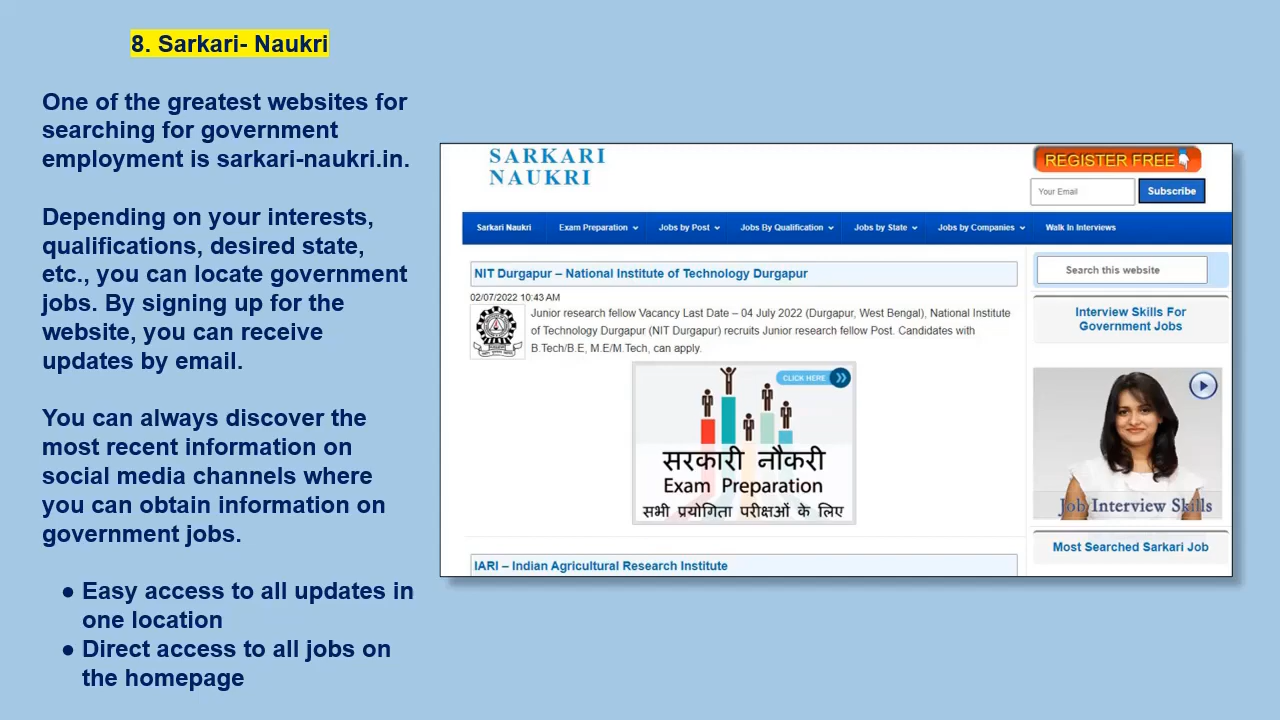 8. Sarkari- Naukri
One of the greatest websites for
searching for government
employment is sarkari-naukri.in.
Depending on your interests,
qualifications, desired state,
etc., you can locate government
jobs. By signing up for the
website, you can receive
updates by email.
You can always discover the
most recent information on
social media channels where
you can obtain information on
government jobs.
● Easy access to all updates in
one location
● Direct access to all jobs on
the homepage
SARKARI
NAUKRI
REGISTER FREE
Your Email
Subscribe
Sarkari Naukri Exam Preparation Jobs by Post Jobs By Qualification Jobs by State Jobs by Companies Walk In Interviews
NIT Durgapur – National Institute of Technology Durgapur
02/07/2022 10:43 AM
Junior research fellow Vacancy Last Date – 04 July 2022 (Durgapur, West Bengal), National Institute
of Technology Durgapur (NIT Durgapur) recruits Junior research fellow Post. Candidates with
B.Tech/B.E, M.E/M.Tech, can apply.
CLICK HERE
सरकारी नौकरी
Exam Preparation
सभी प्रयोगिता परीक्षओं के लिए
IARI – Indian Agricultural Research Institute
Search this website
Interview Skills For
Government Jobs
Job Interview Skills
Most Searched Sarkari Job